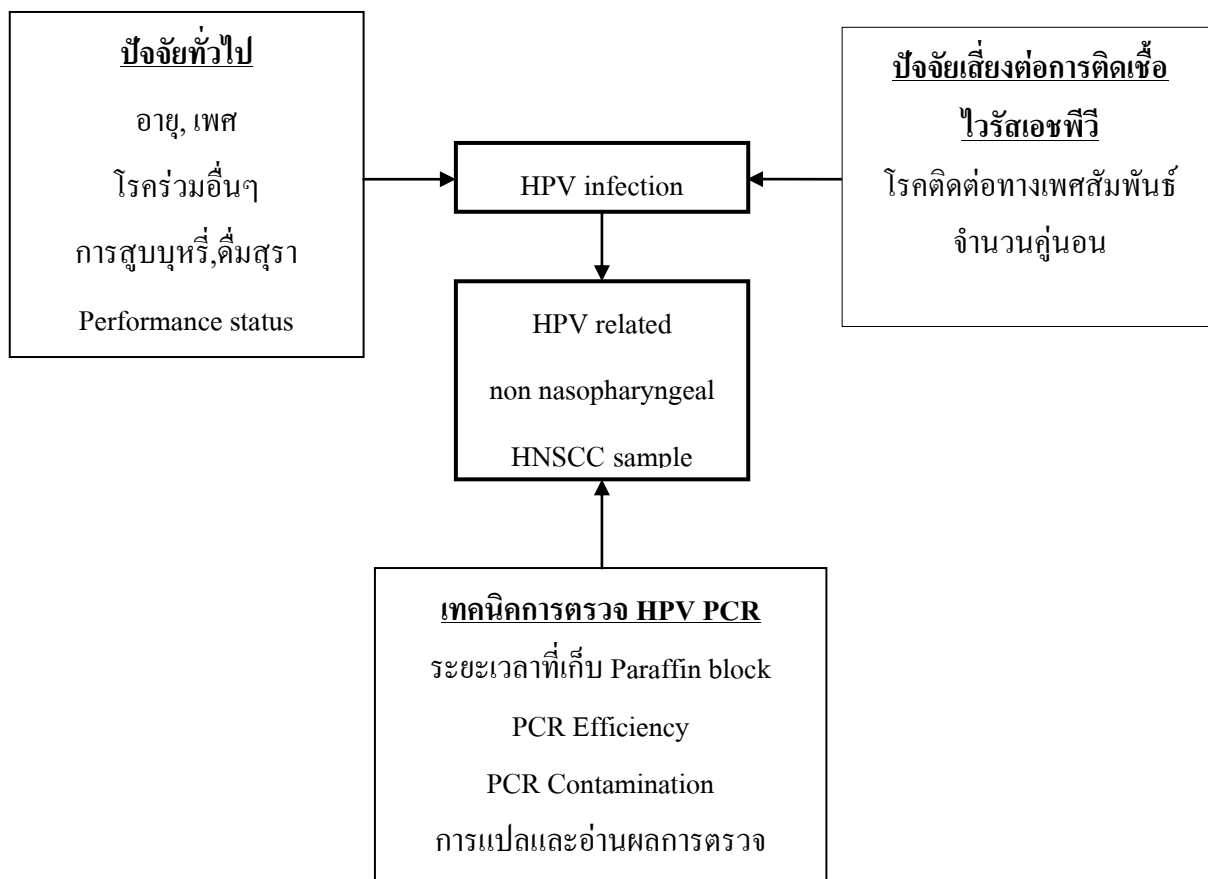 ปัจจัยทั่วไป
อายุ, เพศ
โรคร่วมอื่นๆ
การสูบบุหรี่,ดื่มสุรา
Performance status
HPV infection
ปัจจัยเสี่ยงต่อการติดเชื้อ
ไวรัสเอชพีวี
โรคติดต่อทางเพศสัมพันธ์
จำนวนคู่นอน
HPV related
non nasopharyngeal
HNSCC sample
เทคนิคการตรวจ HPV PCR
ระยะเวลาที่เก็บ Paraffin block
PCR Efficiency
PCR Contamination
การแปลและอ่านผลการตรวจ